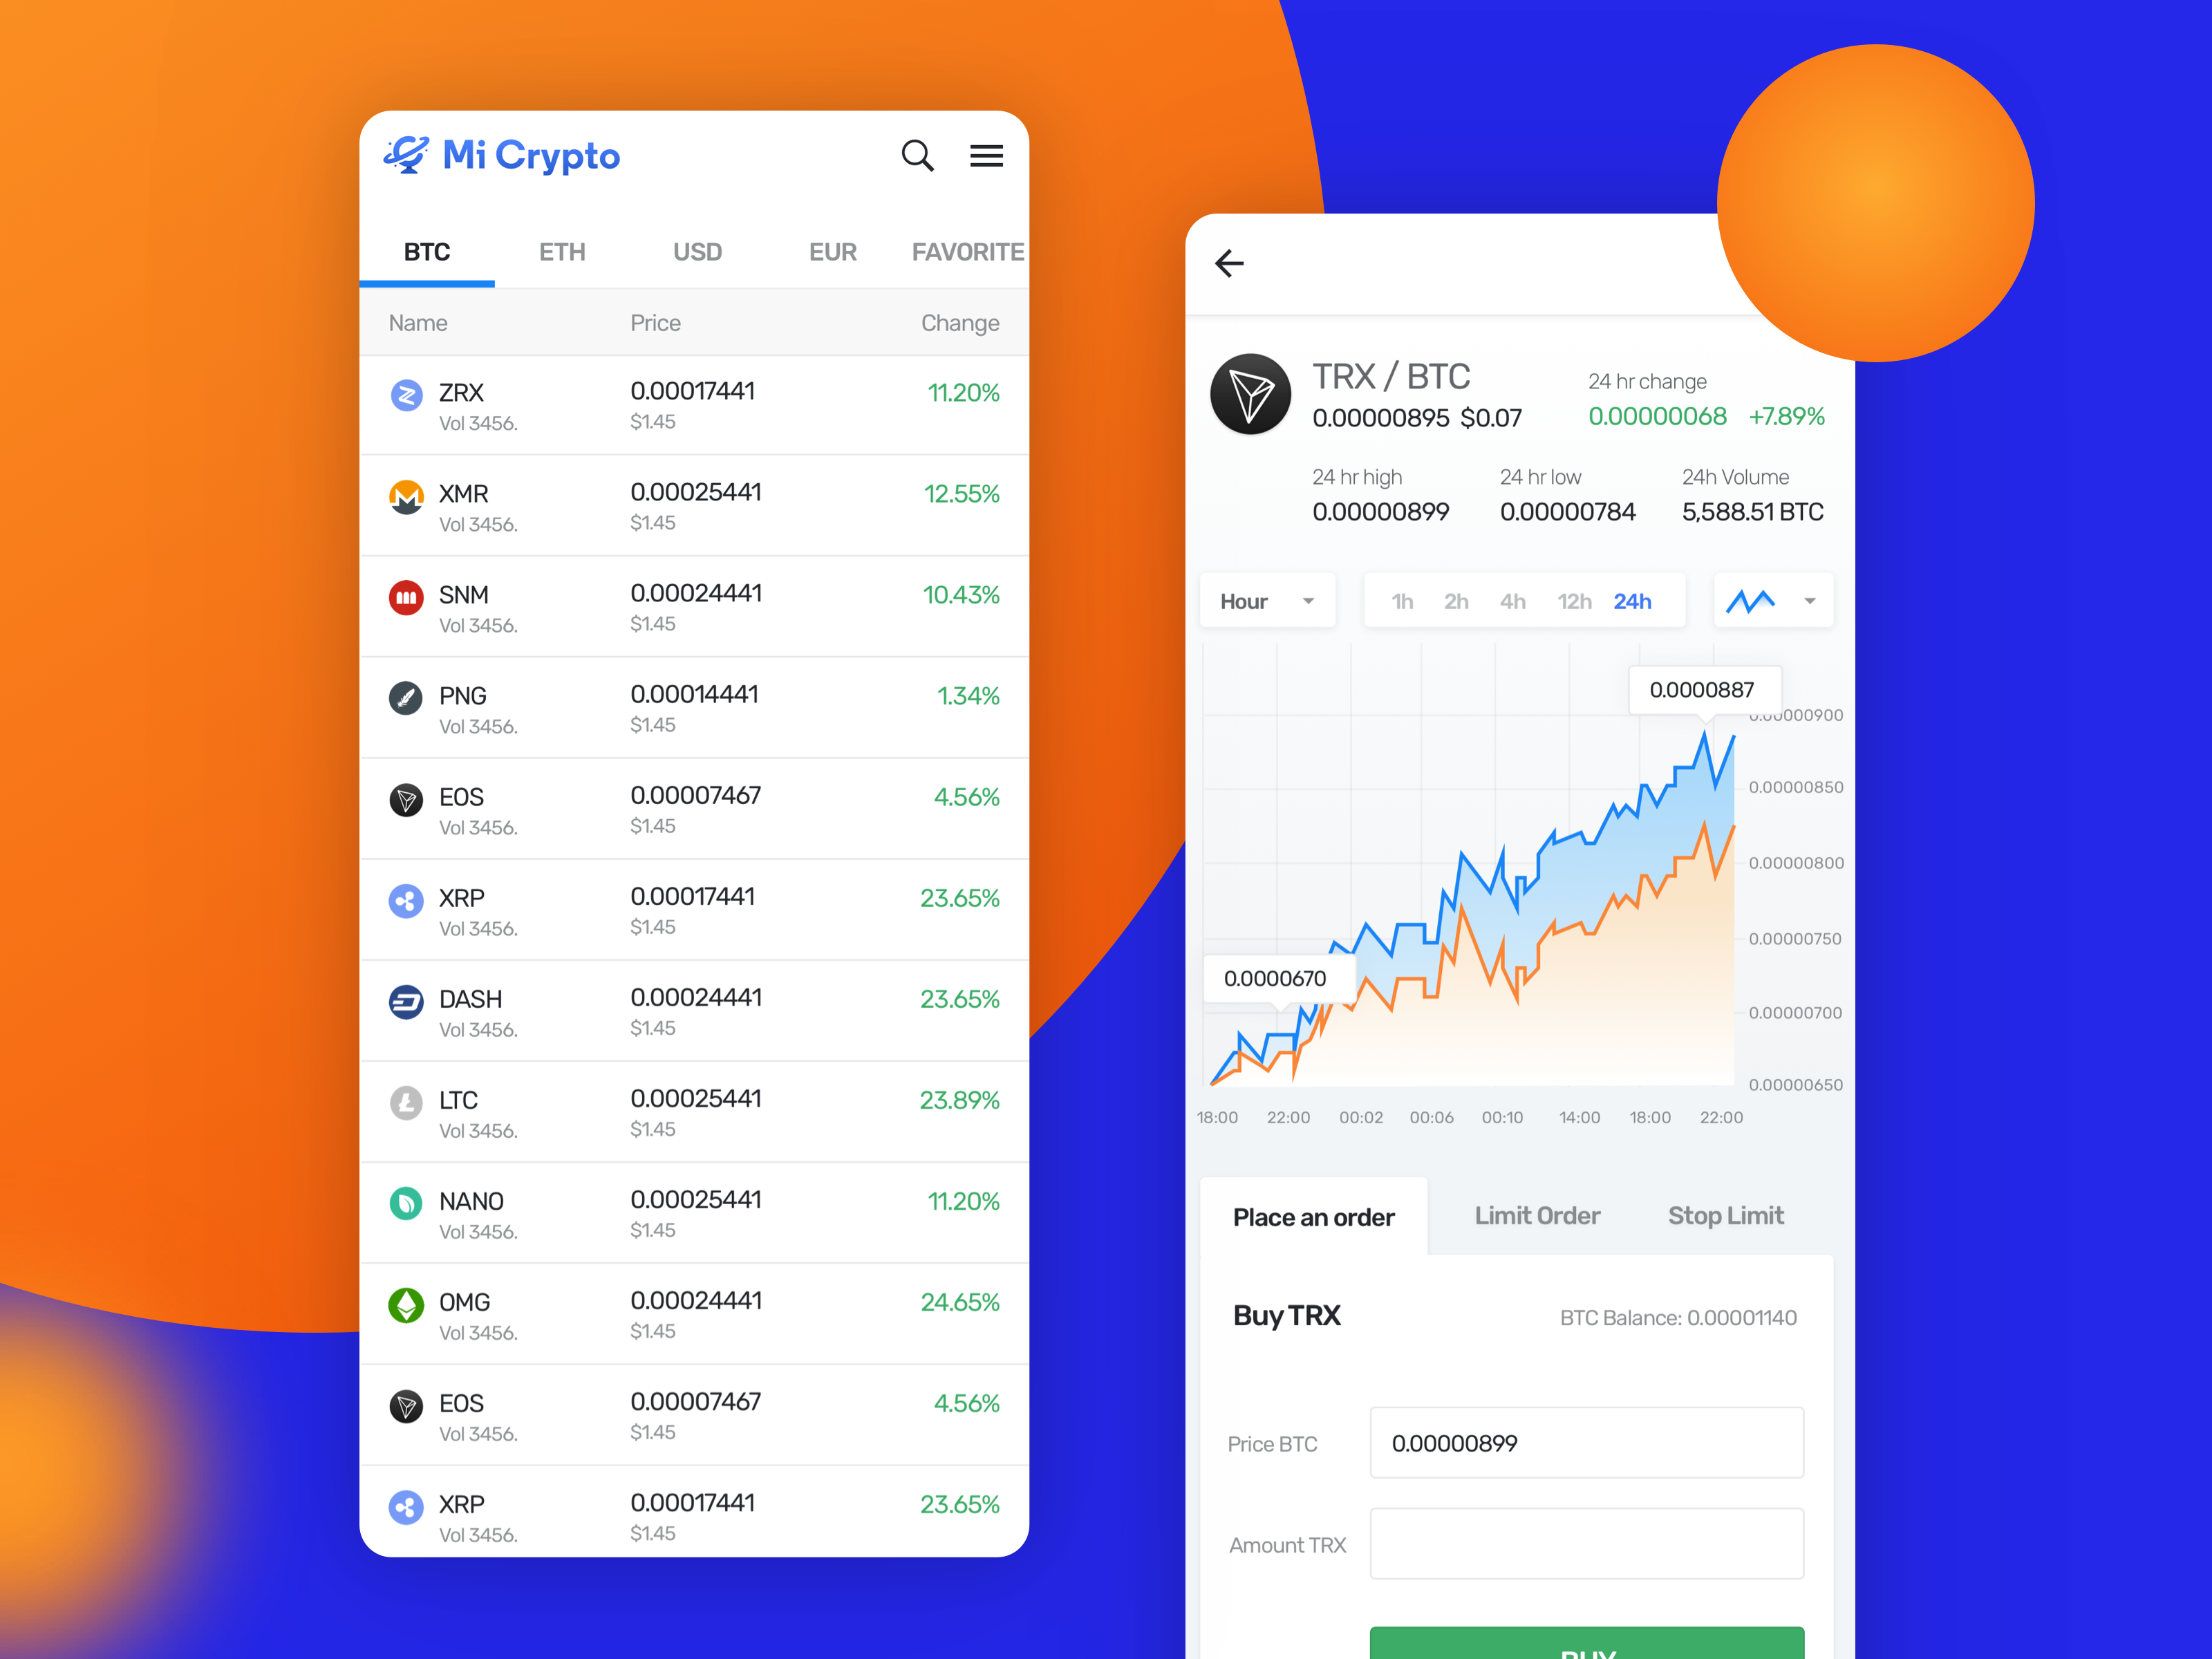 Mi Crypto
BTC ETH USD EUR FAVORITE
Name Price Change
ZRX 0.00017441 11.20%
Vol 3456. $1.45
XMR 0.00025441 12.55%
Vol 3456. $1.45
SNM 0.00024441 10.43%
Vol 3456. $1.45
PNG 0.00014441 1.34%
Vol 3456. $1.45
EOS 0.00007467 4.56%
Vol 3456. $1.45
XRP 0.00017441 23.65%
Vol 3456. $1.45
DASH 0.00024441 23.65%
Vol 3456. $1.45
LTC 0.00025441 23.89%
Vol 3456. $1.45
NANO 0.00025441 11.20%
Vol 3456. $1.45
OMG 0.00024441 24.65%
Vol 3456. $1.45
EOS 0.00007467 4.56%
Vol 3456. $1.45
XRP 0.00017441 23.65%
Vol 3456. $1.45
TRX / BTC 24 hr change
0.00000895 $0.07 0.00000068 +7.89%
24 hr high 24 hr low 24h Volume
0.00000899 0.00000784 5,588.51 BTC
Hour 1h 2h 4h 12h 24h
0.0000887
0.00000900
0.00000850
0.00000800
0.00000750
0.0000670
0.00000700
0.00000650
18:00 22:00 00:02 00:06 00:10 14:00 18:00 22:00
Place an order Limit Order Stop Limit
Buy TRX BTC Balance: 0.00001140
Price BTC 0.00000899
Amount TRX
BUY